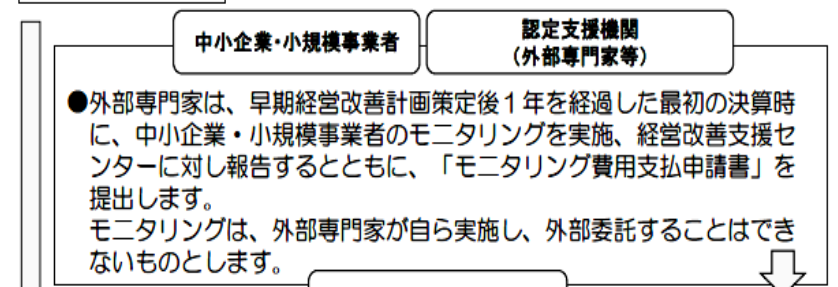 中小企業・小規模事業者
認定支援機関
（外部専門家等）
●外部専門家は、早期経営改善計画策定後１年を経過した最初の決算時
に、中小企業・小規模事業者のモニタリングを実施、経営改善支援セ
ンターに対し報告するとともに、「モニタリング費用支払申請書」を
提出します。
モニタリングは、外部専門家が自ら実施し、外部委託することはでき
ないものとします。